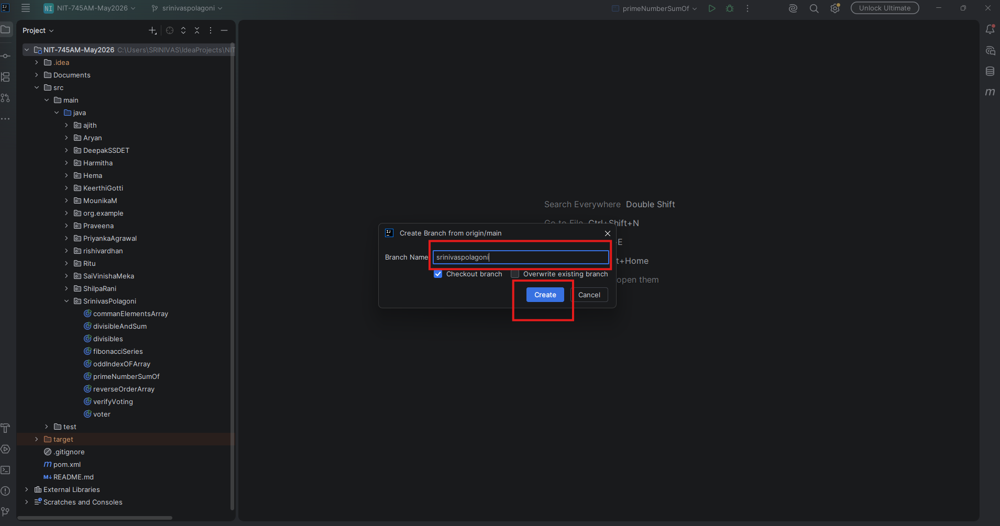 NI NIT-745AM-May2026 srinivaspolagoni primeNumberSumOf Unlock Ultimate
Project
NIT-745AM-May2026 C:\Users\SRINIVAS\IdeaProjects\NIT
.idea
Documents
src
main
java
ajith
Aryan
DeepakSSDET
Harmitha
Hema
KeerthiGotti
MounikaM
org.example
Praveena
PriyankaAgrawal
rishivardhan
Ritu
SaiVinishaMeka
ShilpaRani
SrinivasPolagoni
commanElementsArray
divisibleAndSum
divisibles
fibonacciSeries
oddIndexOFArray
primeNumberSumOf
reverseOrderArray
verifyVoting
voter
test
target
.gitignore
pom.xml
README.md
External Libraries
Scratches and Consoles
Search Everywhere Double Shift
Go to File Ctrl+Shift+N
E
t+Home
open them
Create Branch from origin/main
Branch Name
srinivaspolagoni
Checkout branch
Overwrite existing branch
Create
Cancel